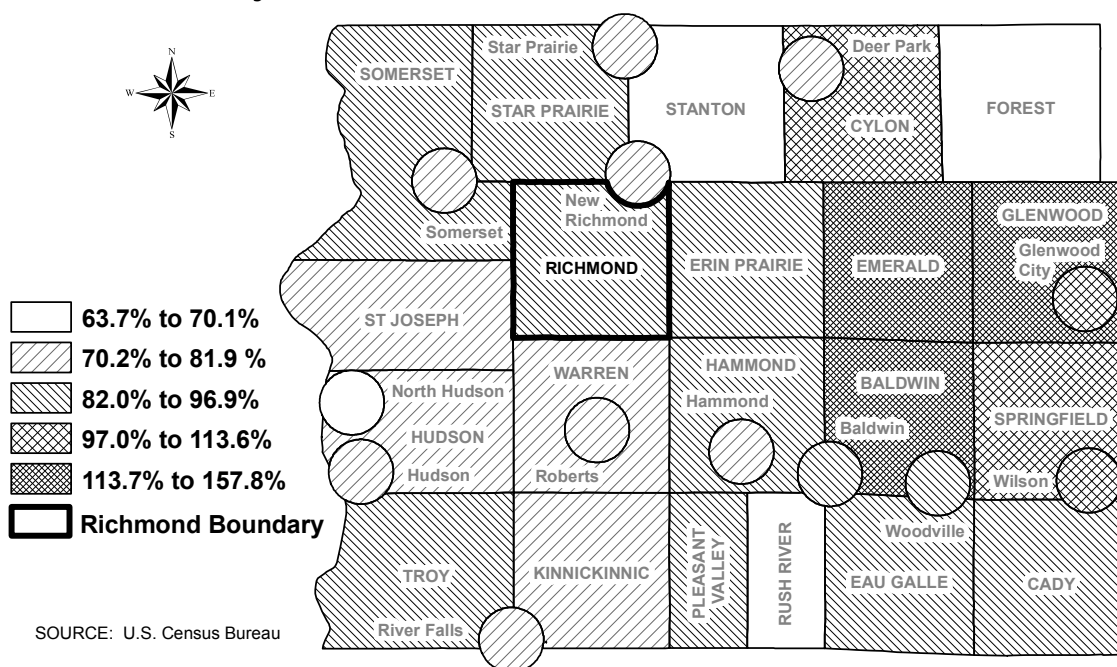 N
W
E
S
SOMERSET
Star Prairie
STAR PRAIRIE
STANTON
Deer Park
CYLON
FOREST
New
Richmond
Somerset
RICHMOND
ERIN PRAIRIE
EMERALD
GLENWOOD
Glenwood
City
ST JOSEPH
North Hudson
HUDSON
Hudson
WARREN
Roberts
HAMMOND
Hammond
BALDWIN
Baldwin
SPRINGFIELD
Wilson
Woodville
TROY
River Falls
KINNICKINNIC
PLEASANT
VALLEY
RUSH RIVER
EAU GALLE
CADY
63.7% to 70.1%
70.2% to 81.9 %
82.0% to 96.9%
97.0% to 113.6%
113.7% to 157.8%
Richmond Boundary
SOURCE: U.S. Census Bureau